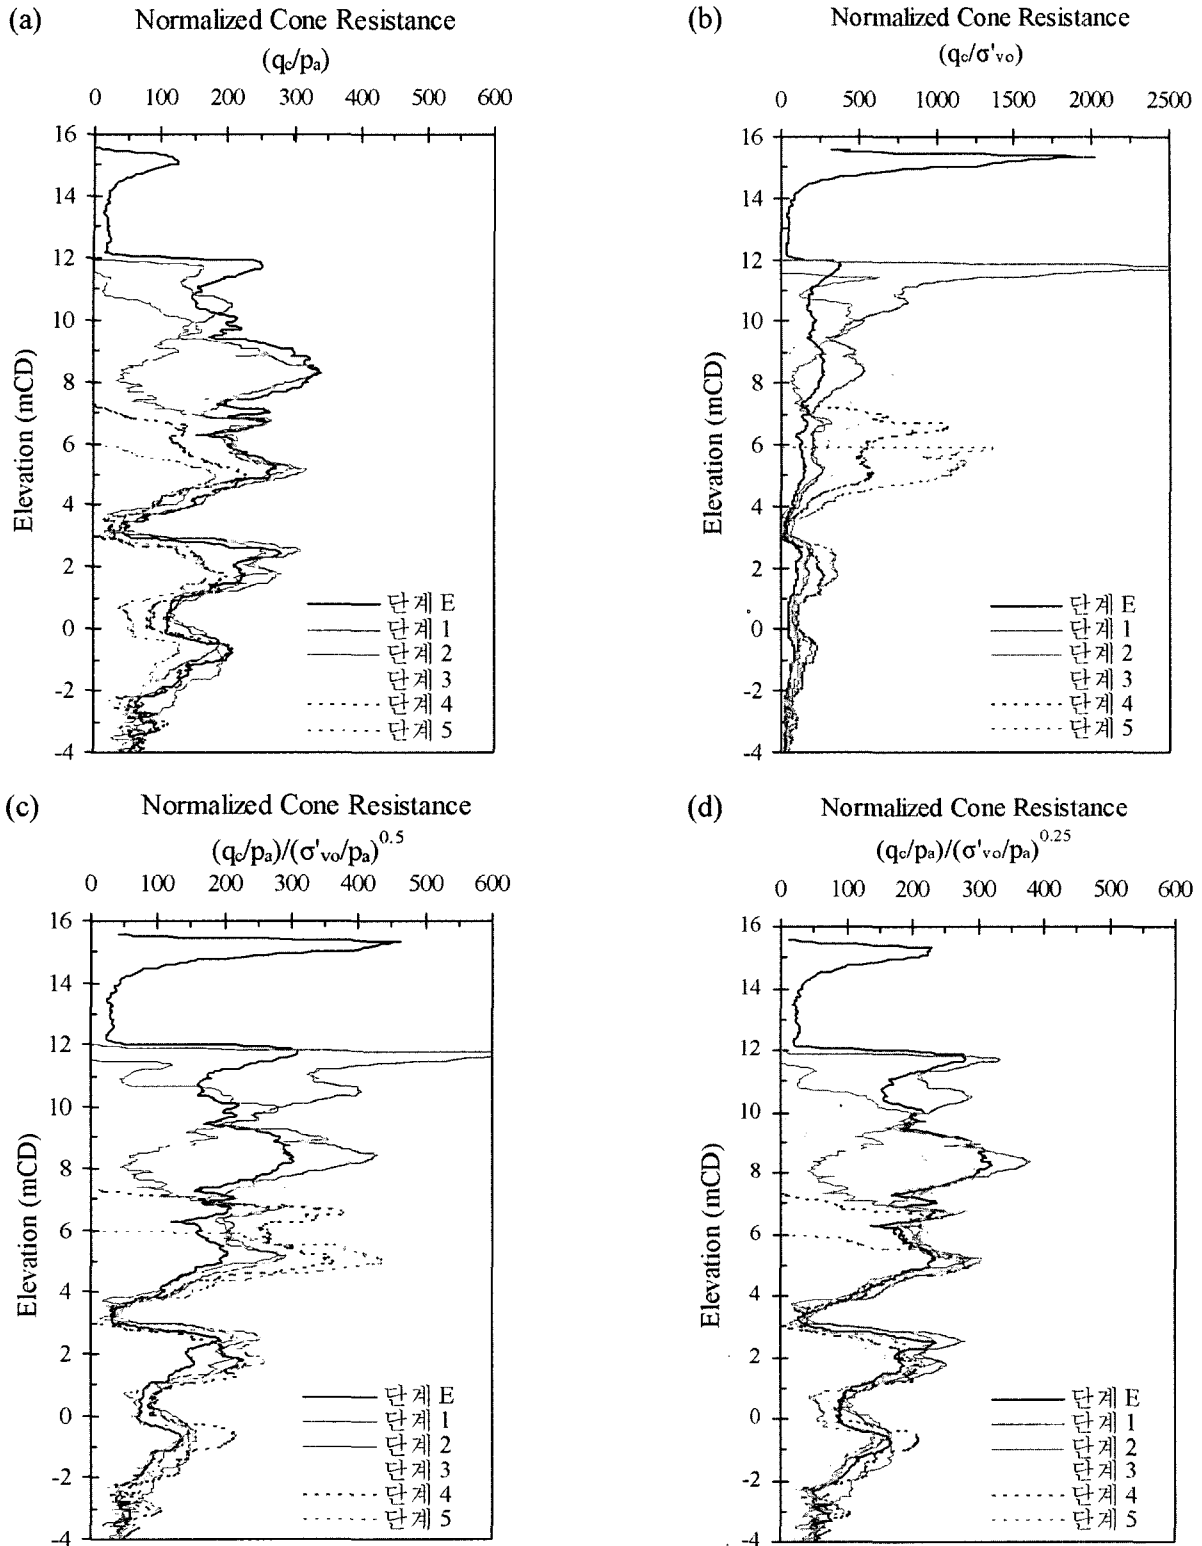 (a) Normalized Cone Resistance
(qc/pa)
0 100 200 300 400 500 600
16
14
12
10
8
6
4
2
0
-2
-4
Elevation (mCD)
단계 E
단계 1
단계 2
단계 3
단계 4
단계 5
(b) Normalized Cone Resistance
(qc/σ'vo)
0 500 1000 1500 2000 2500
16
14
12
10
8
6
4
2
0
-2
-4
Elevation (mCD)
단계 E
단계 1
단계 2
단계 3
단계 4
단계 5
(c) Normalized Cone Resistance
(qc/pa)/(σ'vo/pa)^0.5
0 100 200 300 400 500 600
16
14
12
10
8
6
4
2
0
-2
-4
Elevation (mCD)
단계 E
단계 1
단계 2
단계 3
단계 4
단계 5
(d) Normalized Cone Resistance
(qc/pa)/(σ'vo/pa)^0.25
0 100 200 300 400 500 600
16
14
12
10
8
6
4
2
0
-2
-4
Elevation (mCD)
단계 E
단계 1
단계 2
단계 3
단계 4
단계 5